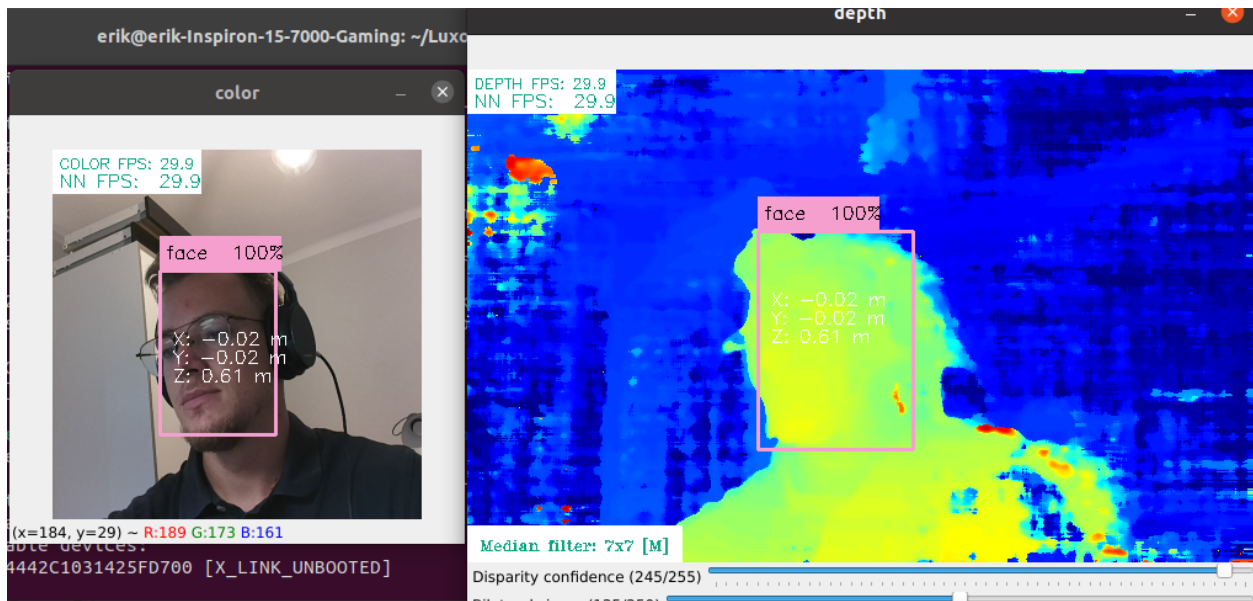 erik@erik-Inspiron-15-7000-Gaming: ~/Luxo
color
COLOR FPS: 29.9
NN FPS: 29.9
face 100%
X: -0.02 m
Y: -0.02 m
Z: 0.61 m
(x=184, y=29) ~ R:189 G:173 B:161
able devices:
4442C1031425FD700 [X_LINK_UNBOOTED]
depth
DEPTH FPS: 29.9
NN FPS: 29.9
face 100%
X: -0.02 m
Y: -0.02 m
Z: 0.61 m
Median filter: 7x7 [M]
Disparity confidence (245/255)